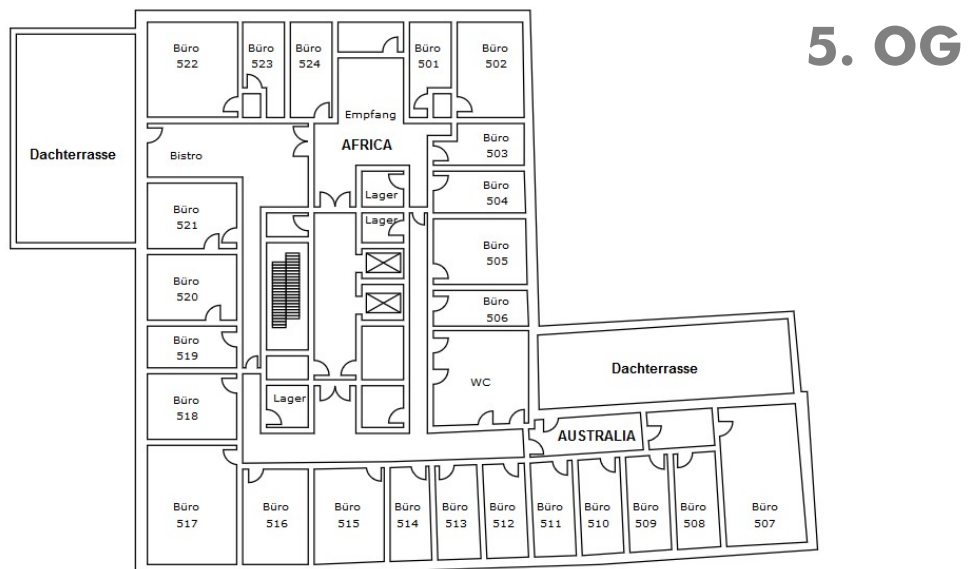 5. OG
Büro
522
Büro
523
Büro
524
Büro
501
Büro
502
Empfang
AFRICA
Büro
503
Dachterrasse
Bistro
Büro
504
Lager
Büro
521
Lager
Büro
505
Büro
520
Büro
506
Büro
519
Dachterrasse
WC
Büro
518
Lager
AUSTRALIA
Büro
517
Büro
516
Büro
515
Büro
514
Büro
513
Büro
512
Büro
511
Büro
510
Büro
509
Büro
508
Büro
507